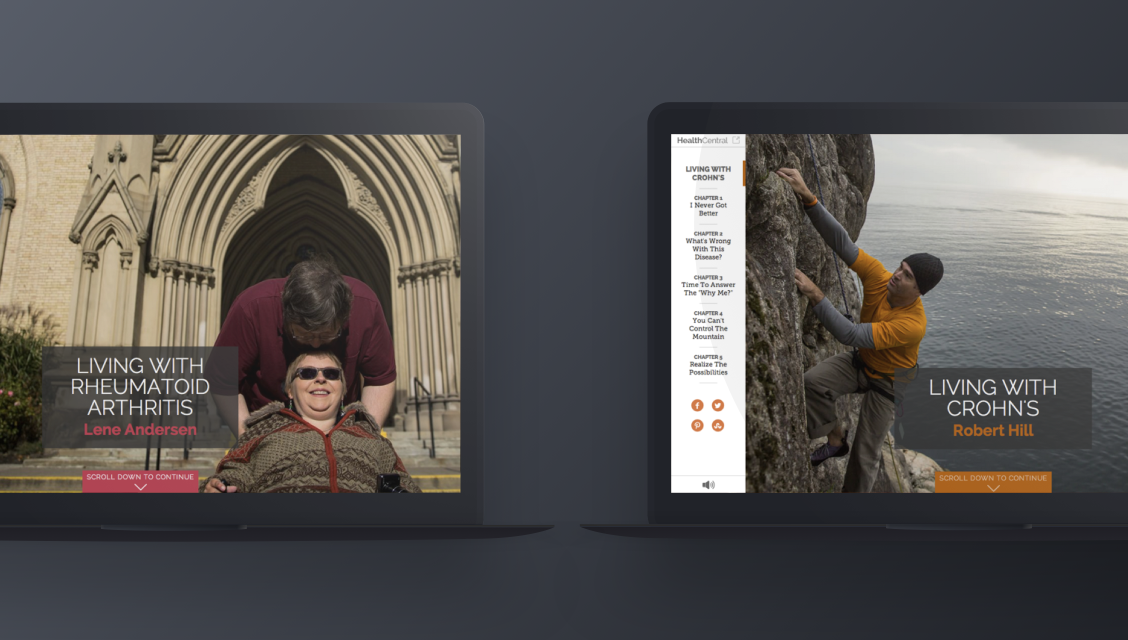 LIVING WITH
RHEUMATOID
ARTHRITIS
Lene Andersen
SCROLL DOWN TO CONTINUE
HealthCentral
LIVING WITH
CROHN'S
CHAPTER 1
I Never Got
Better
CHAPTER 2
What's Wrong
With This
Disease?
CHAPTER 3
Time To Answer
The "Why Me?"
CHAPTER 4
You Can't
Control The
Mountain
CHAPTER 5
Realize The
Possibilities
LIVING WITH
CROHN'S
Robert Hill
SCROLL DOWN TO CONTINUE